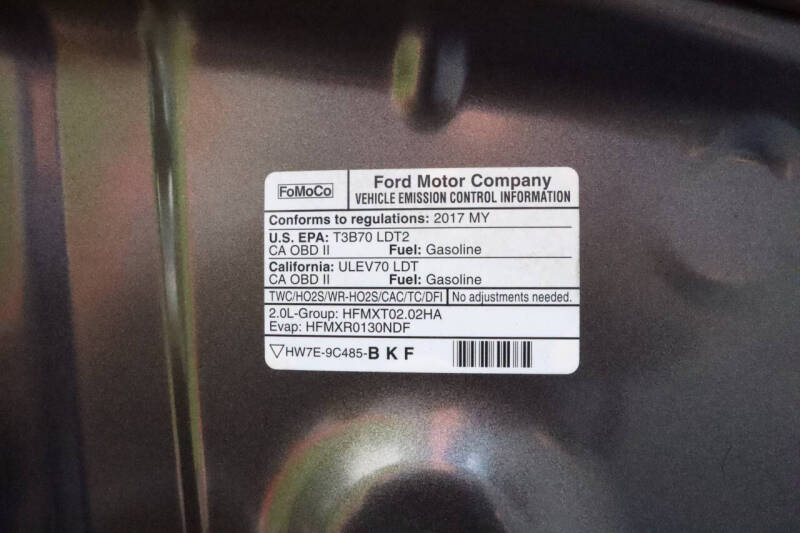 FoMoCo
Ford Motor Company
VEHICLE EMISSION CONTROL INFORMATION
Conforms to regulations: 2017 MY
U.S. EPA: T3B70 LDT2
CA OBD II Fuel: Gasoline
California: ULEV70 LDT
CA OBD II Fuel: Gasoline
TWC/HO2S/WR-HO2S/CAC/TC/DFI No adjustments needed.
2.0L-Group: HFMXT02.02HA
Evap: HFMXR0130NDF
HW7E-9C485-B K F